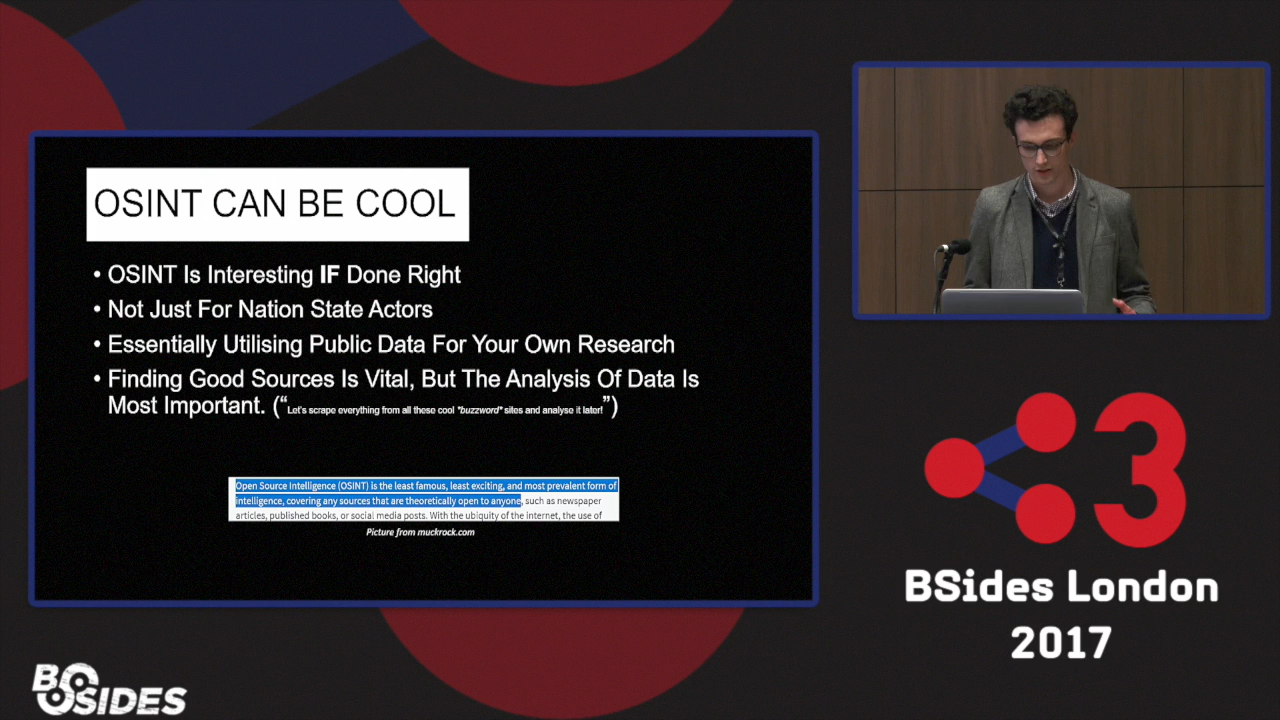 OSINT CAN BE COOL
• OSINT Is Interesting IF Done Right
• Not Just For Nation State Actors
• Essentially Utilising Public Data For Your Own Research
• Finding Good Sources Is Vital, But The Analysis Of Data Is
Most Important. (“Let's scrape everything from all these cool *buzzword* sites and analyse it later!”)
Open Source Intelligence (OSINT) is the least famous, least exciting, and most prevalent form of
intelligence, covering any sources that are theoretically open to anyone, such as newspaper
articles, published books, or social media posts. With the ubiquity of the internet, the use of
Picture from muckrock.com
3
BSides London
2017
BSIDES